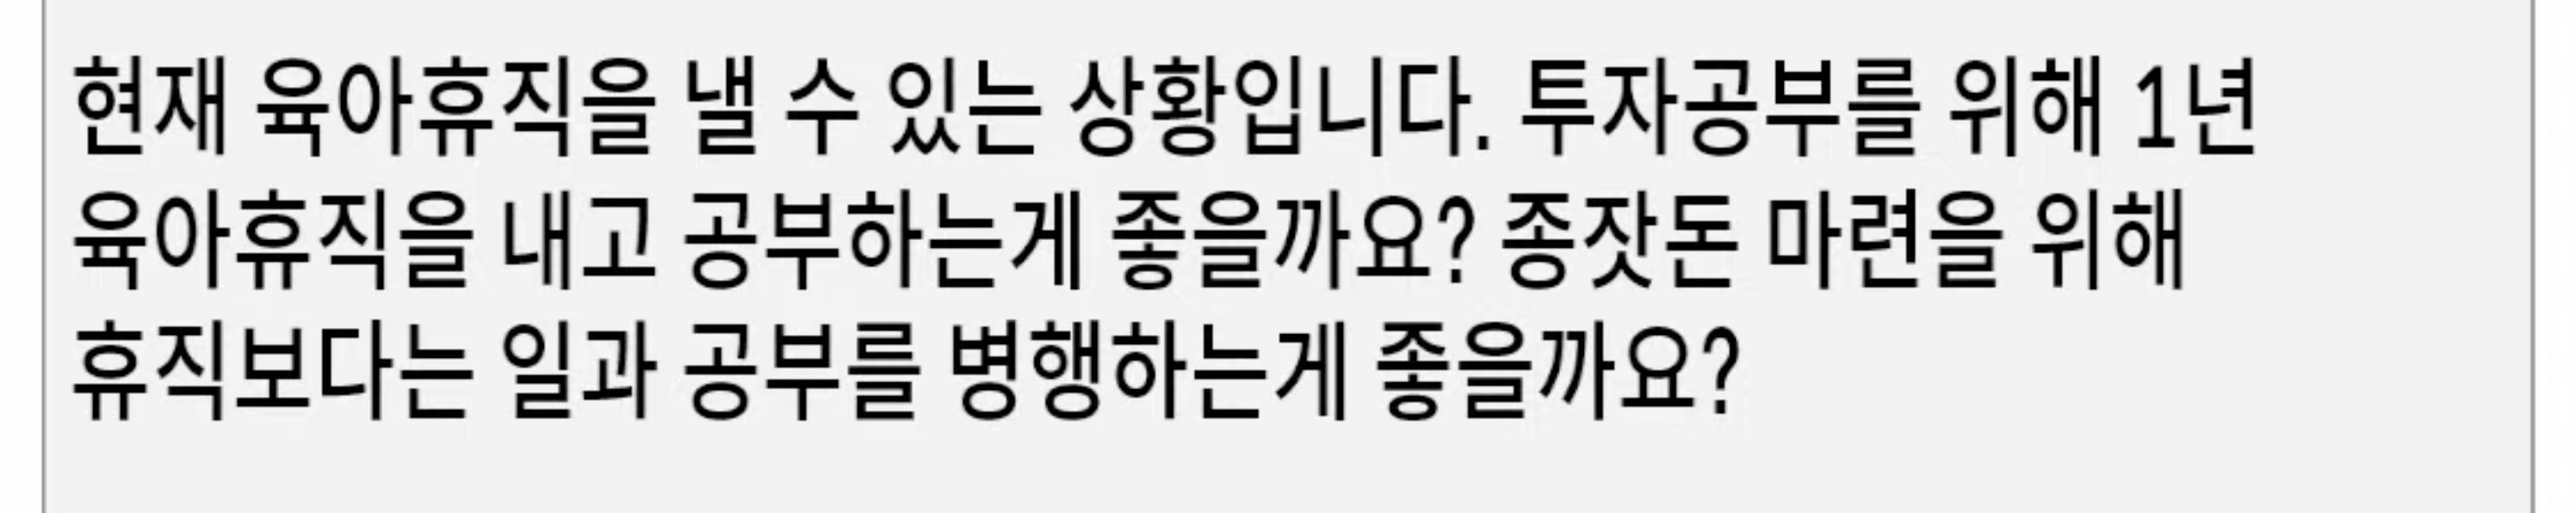 현재 육아휴직을 낼 수 있는 상황입니다. 투자공부를 위해 1년
육아휴직을 내고 공부하는게 좋을까요? 종잣돈 마련을 위해
휴직보다는 일과 공부를 병행하는게 좋을까요?